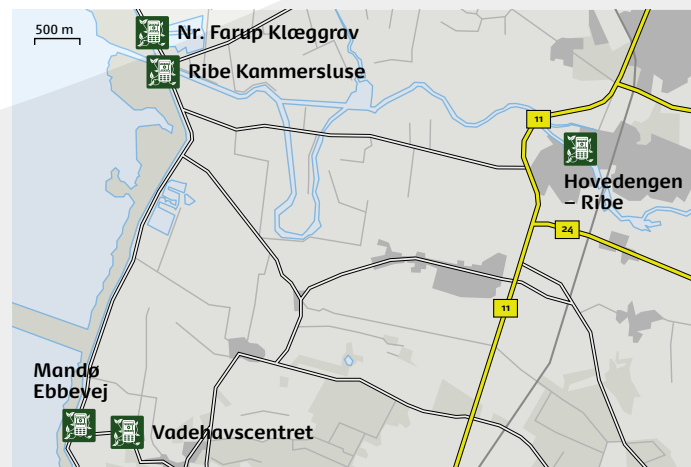 500 m
Nr. Farup Klæggrav
Ribe Kammersluse
11
Hovedengen
– Ribe
24
11
Mandø
Ebbevej
Vadehavscentret